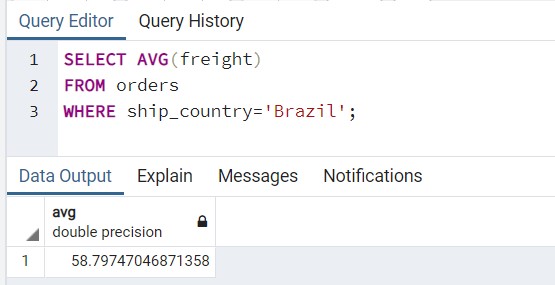 Query Editor Query History
1 SELECT AVG(freight)
2 FROM orders
3 WHERE ship_country='Brazil';
Data Output Explain Messages Notifications
avg
double precision
1 58.79747046871358